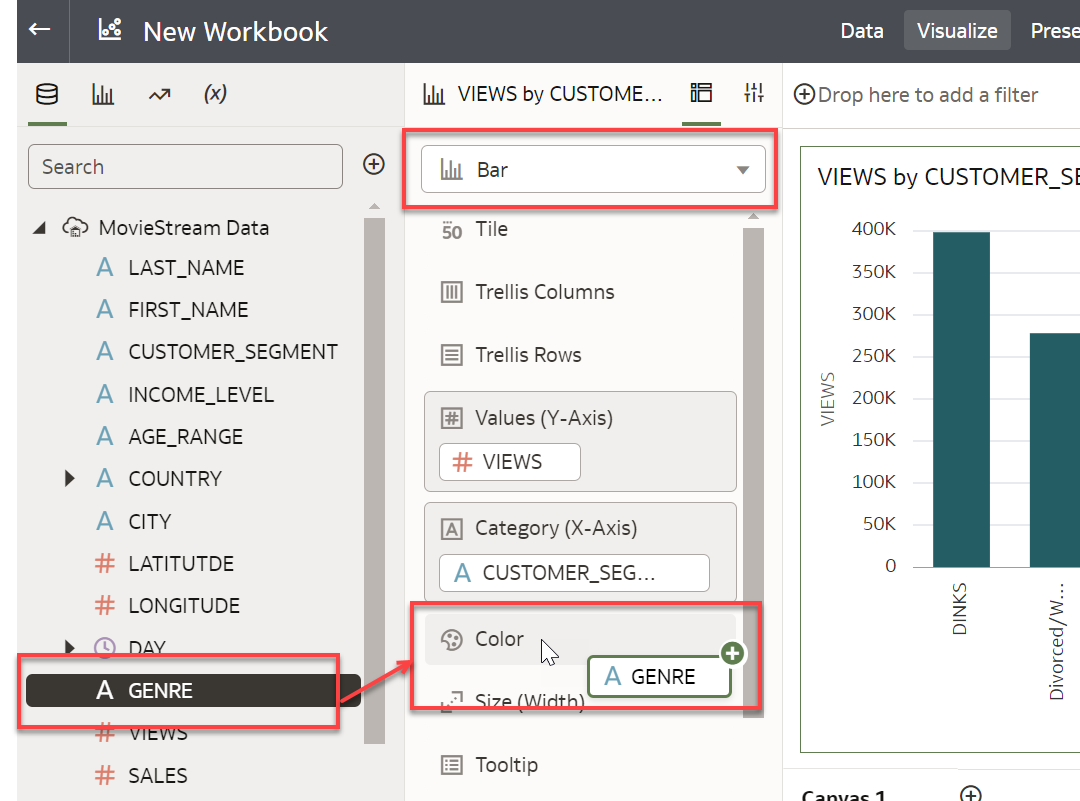 New Workbook
Data
Visualize
Prese
(x)
VIEWS by CUSTOME...
Drop here to add a filter
Search
Bar
MovieStream Data
LAST_NAME
FIRST_NAME
CUSTOMER_SEGMENT
INCOME_LEVEL
AGE_RANGE
COUNTRY
CITY
LATITUTDE
LONGITUDE
DAY
GENRE
VIEWS
SALES
50 Tile
Trellis Columns
Trellis Rows
Values (Y-Axis)
# VIEWS
Category (X-Axis)
A CUSTOMER_SEG...
Color
A GENRE
Size (Width)
Tooltip
VIEWS by CUSTOMER_SE
400K
350K
300K
250K
200K
150K
100K
50K
0
VIEWS
DINKS
Divorced/W...
Canvas 1